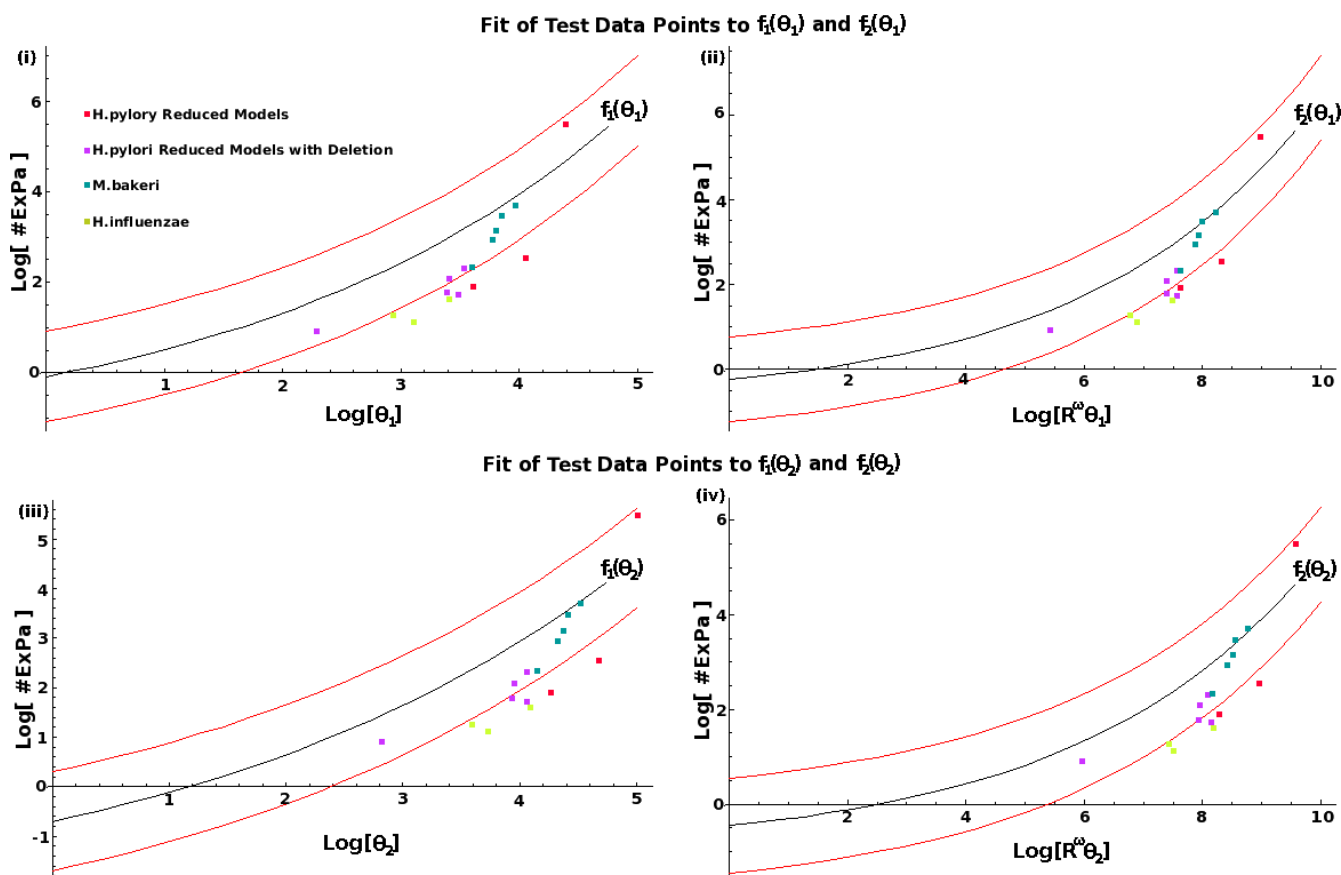 Fit of Test Data Points to f₁(θ₁) and f₂(θ₁)
(i)
6
4
2
0
1
2
3
4
5
Log[ #ExPa ]
Log[θ₁]
H.pylory Reduced Models
H.pylori Reduced Models with Deletion
M.bakeri
H.influenzae
f₁(θ₁)
(ii)
6
4
2
0
2
4
6
8
10
Log[ #ExPa ]
Log[R^ω θ₁]
f₂(θ₁)
Fit of Test Data Points to f₁(θ₂) and f₂(θ₂)
(iii)
5
4
3
2
1
0
-1
1
2
3
4
5
Log[ #ExPa ]
Log[θ₂]
f₁(θ₂)
(iv)
6
4
2
0
2
4
6
8
10
Log[ #ExPa ]
Log[R^ω θ₂]
f₂(θ₂)